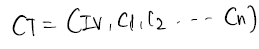 CT = (IV, C1, C2 .... Cn)